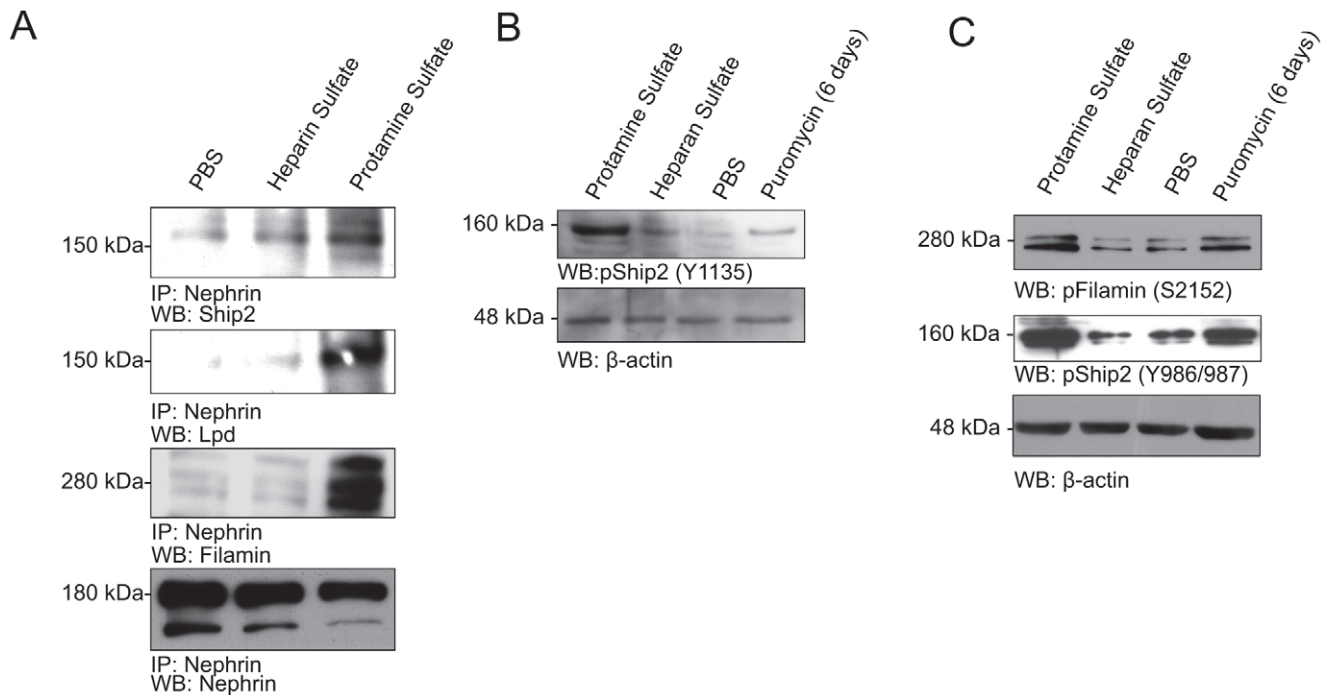 A
PBS
Heparin Sulfate
Protamine Sulfate
150 kDa
IP: Nephrin
WB: Ship2
150 kDa
IP: Nephrin
WB: Lpd
280 kDa
IP: Nephrin
WB: Filamin
180 kDa
IP: Nephrin
WB: Nephrin
B
Protamine Sulfate
Heparan Sulfate
PBS
Puromycin (6 days)
160 kDa
WB:pShip2 (Y1135)
48 kDa
WB: β-actin
C
Protamine Sulfate
Heparan Sulfate
PBS
Puromycin (6 days)
280 kDa
WB: pFilamin (S2152)
160 kDa
WB: pShip2 (Y986/987)
48 kDa
WB: β-actin